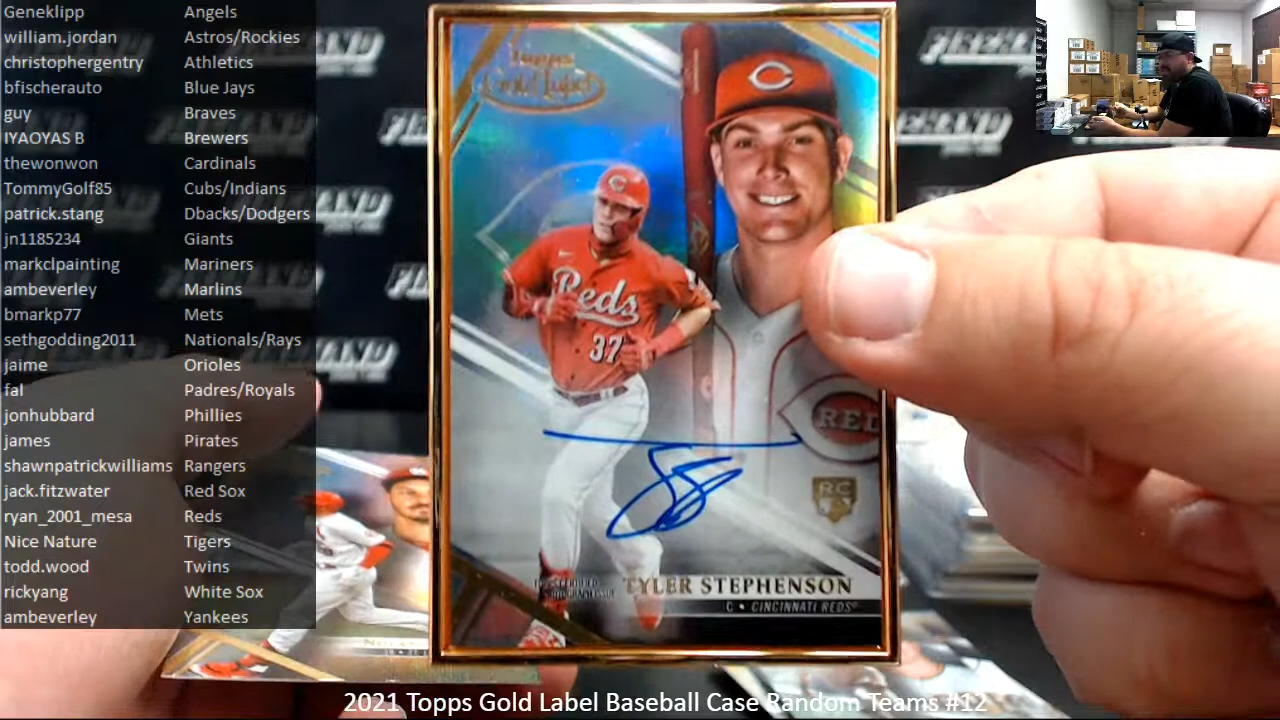 Geneklipp Angels
william.jordan Astros/Rockies
christophergentry Athletics
bfischerauto Blue Jays
guy Braves
IYAOYAS B Brewers
thewonwon Cardinals
TommyGolf85 Cubs/Indians
patrick.stang Dbacks/Dodgers
jn1185234 Giants
markclpainting Mariners
ambeverley Marlins
bmarkp77 Mets
sethgodding2011 Nationals/Rays
jaime Orioles
fal Padres/Royals
jonhubbard Phillies
james Pirates
shawnpatrickwilliams Rangers
jack.fitzwater Red Sox
ryan_2001_mesa Reds
Nice Nature Tigers
todd.wood Twins
rickyang White Sox
ambeverley Yankees
Topps
Gold Label
Reds
37
RED
RC
TYLER STEPHENSON
C • CINCINNATI REDS
2021 Topps Gold Label Baseball Case Random Teams #12